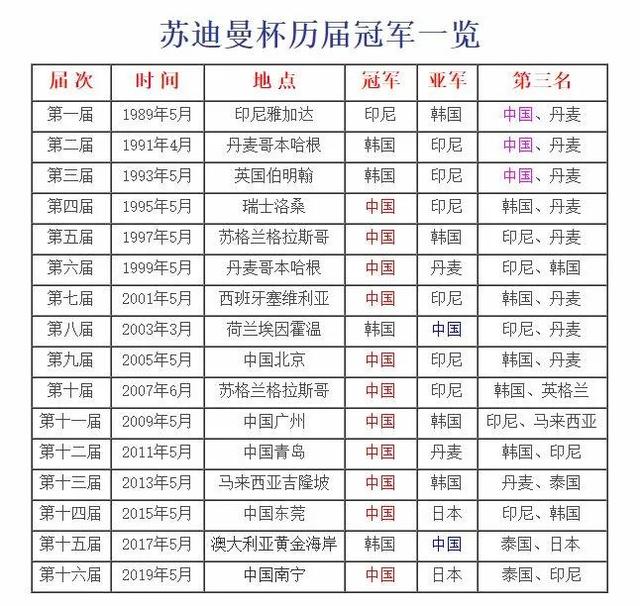 苏迪曼杯历届冠军一览
届 次 时 间 地 点 冠军 亚军 第三名
第一届 1989年5月 印尼雅加达 印尼 韩国 中国、丹麦
第二届 1991年4月 丹麦哥本哈根 韩国 印尼 中国、丹麦
第三届 1993年5月 英国伯明翰 韩国 印尼 中国、丹麦
第四届 1995年5月 瑞士洛桑 中国 印尼 韩国、丹麦
第五届 1997年5月 苏格兰格拉斯哥 中国 韩国 印尼、丹麦
第六届 1999年5月 丹麦哥本哈根 中国 丹麦 印尼、韩国
第七届 2001年5月 西班牙塞维利亚 中国 印尼 韩国、丹麦
第八届 2003年3月 荷兰埃因霍温 韩国 中国 印尼、丹麦
第九届 2005年5月 中国北京 中国 印尼 韩国、丹麦
第十届 2007年6月 苏格兰格拉斯哥 中国 印尼 韩国、英格兰
第十一届 2009年5月 中国广州 中国 韩国 印尼、马来西亚
第十二届 2011年5月 中国青岛 中国 丹麦 韩国、印尼
第十三届 2013年5月 马来西亚吉隆坡 中国 韩国 丹麦、泰国
第十四届 2015年5月 中国东莞 中国 日本 印尼、韩国
第十五届 2017年5月 澳大利亚黄金海岸 韩国 中国 泰国、日本
第十六届 2019年5月 中国南宁 中国 日本 泰国、印尼